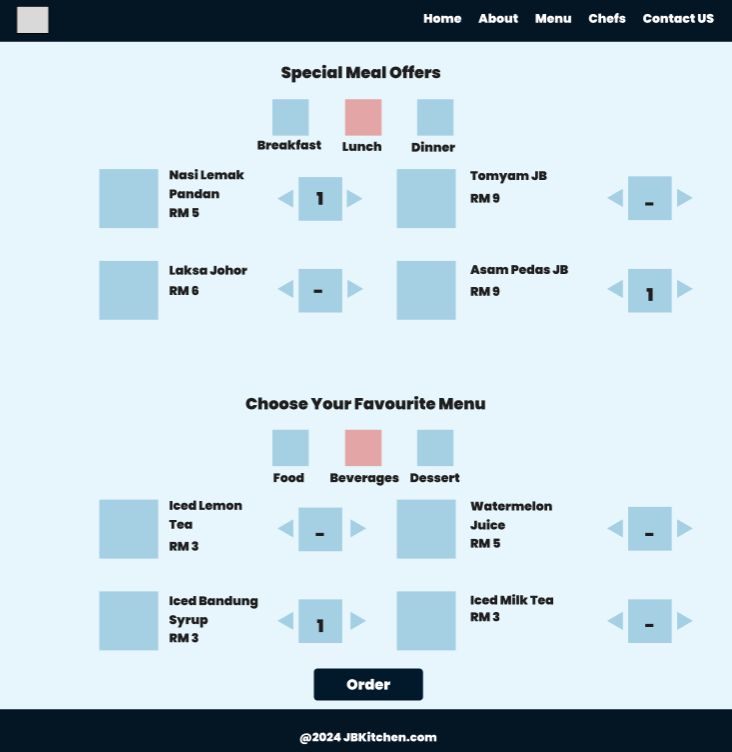 Home About Menu Chefs Contact US
Special Meal Offers
Breakfast Lunch Dinner
Nasi Lemak
Pandan
RM 5
1
Tomyam JB
RM 9
-
Laksa Johor
RM 6
-
Asam Pedas JB
RM 9
1
Choose Your Favourite Menu
Food Beverages Dessert
Iced Lemon
Tea
RM 3
-
Watermelon
Juice
RM 5
-
Iced Bandung
Syrup
RM 3
1
Iced Milk Tea
RM 3
-
Order
@2024 JBKitchen.com